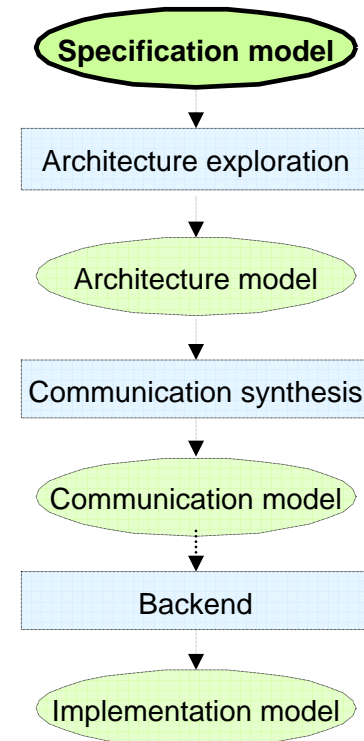 Specification model
Architecture exploration
Architecture model
Communication synthesis
Communication model
Backend
Implementation model